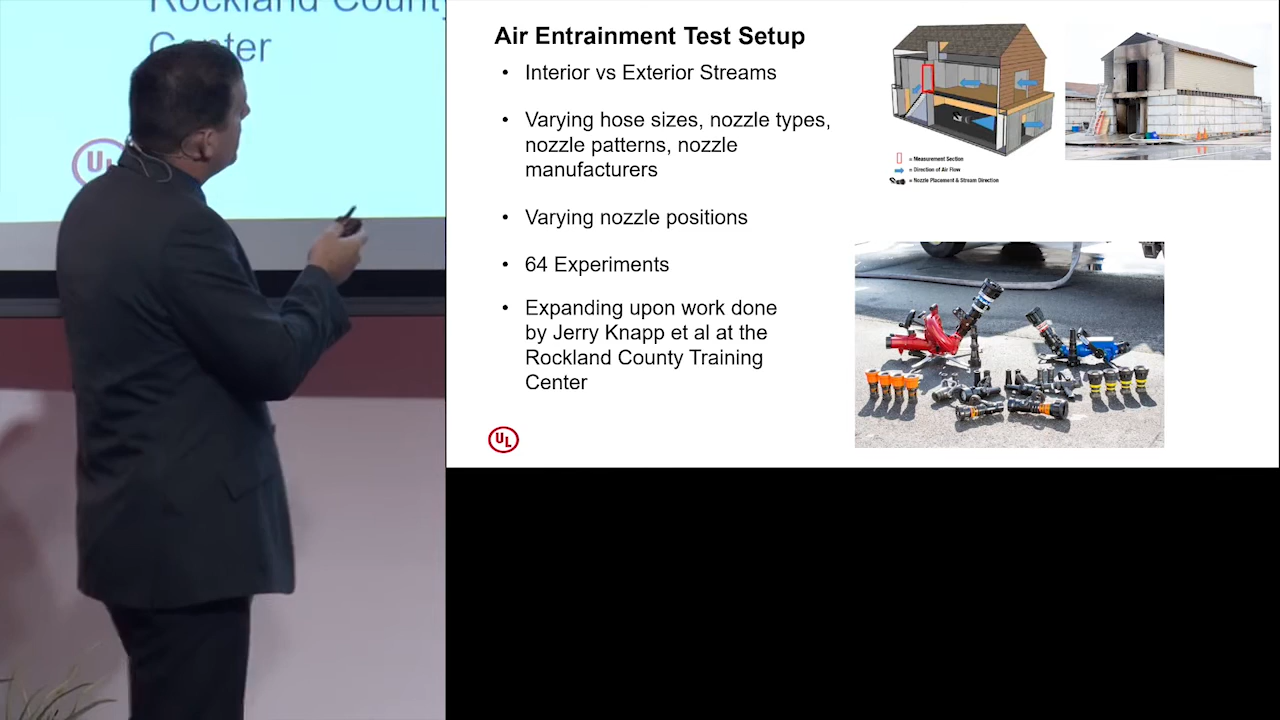 Rockland County
Center
UL
Air Entrainment Test Setup
• Interior vs Exterior Streams
• Varying hose sizes, nozzle types,
nozzle patterns, nozzle
manufacturers
• Varying nozzle positions
• 64 Experiments
• Expanding upon work done
by Jerry Knapp et al at the
Rockland County Training
Center
UL
= Measurement Section
= Direction of Air Flow
= Nozzle Placement & Stream Direction